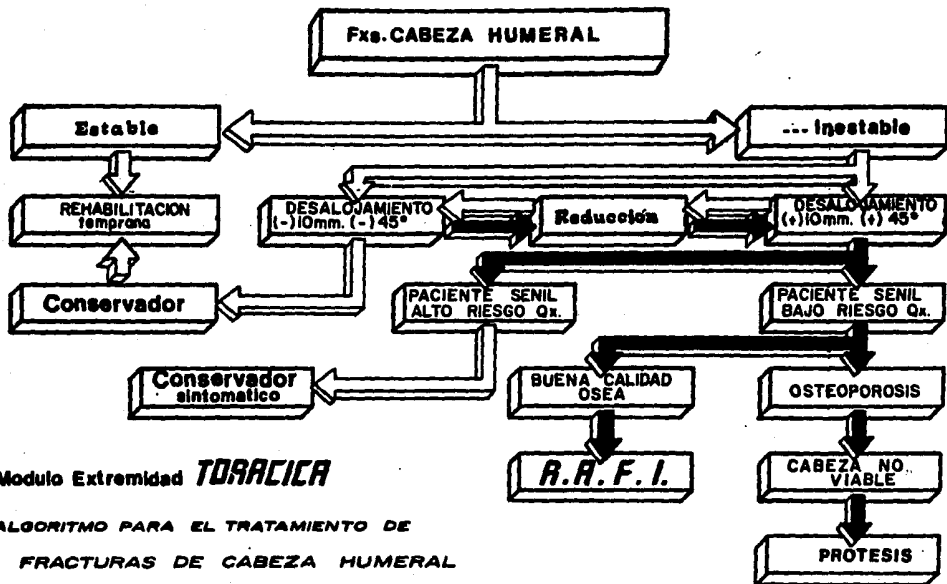 Fxs. CABEZA HUMERAL
Estable
--- Inestable
REHABILITACION
temprana
DESALOJAMIENTO
(-)10mm. (-) 45°
Reducción
DESALOJAMIENTO
(+)10mm. (+) 45°
Conservador
PACIENTE SENIL
ALTO RIESGO Qx.
PACIENTE SENIL
BAJO RIESGO Qx.
Conservador
sintomatico
BUENA CALIDAD
OSEA
OSTEOPOROSIS
R.A.F.I.
CABEZA NO
VIABLE
PROTESIS
Modulo Extremidad TORACICA
ALGORITMO PARA EL TRATAMIENTO DE
FRACTURAS DE CABEZA HUMERAL